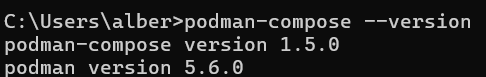 C:\Users\alber>podman-compose --version
podman-compose version 1.5.0
podman version 5.6.0